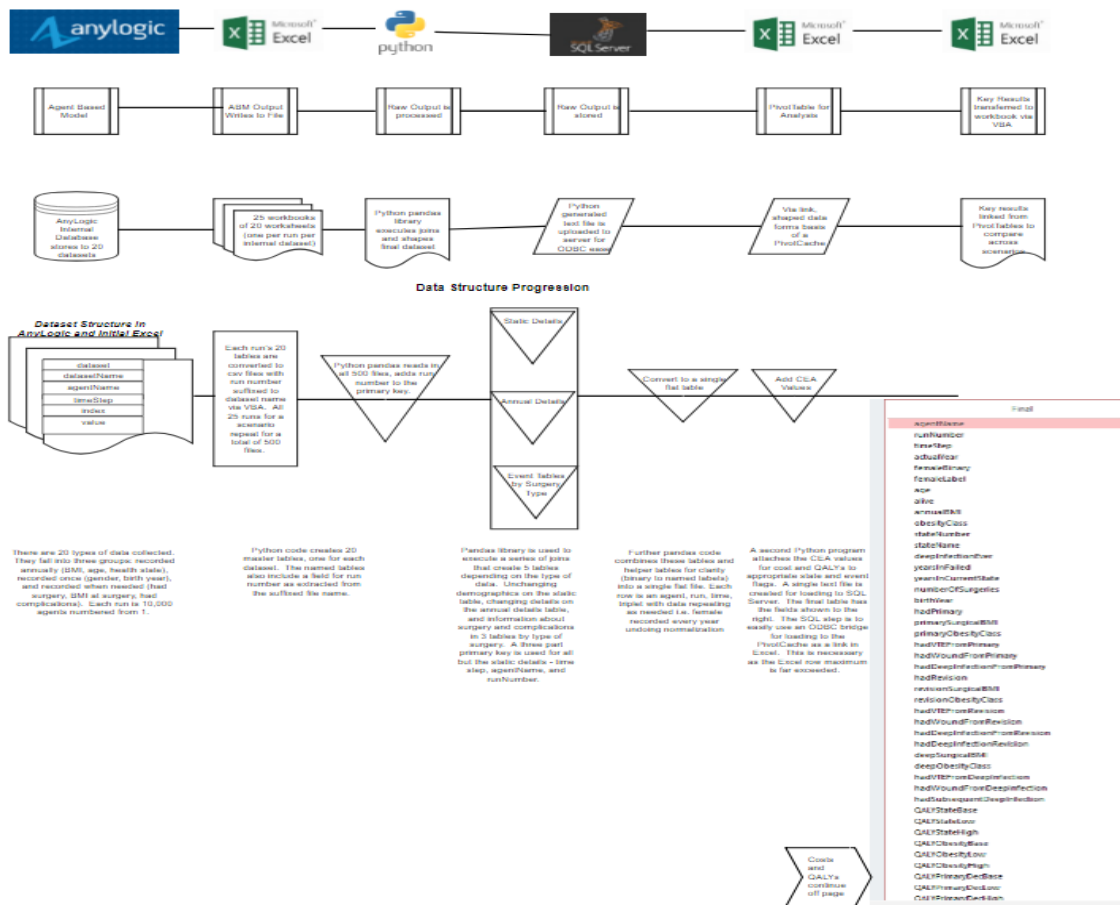 anylogic
Microsoft
Excel
python
Microsoft
SQL Server
Microsoft
Excel
Microsoft
Excel
Agent Based
Model
ABM Output
Writes to File
Raw Output is
processed
Raw Output is
stored
PivotTable for
Analysis
Key Results
transferred to
workbook via
VBA
AnyLogic
Internal
Database
stores to 20
datasets
25 workbooks
of 20 worksheets
(one per run per
internal dataset)
Python pandas
library
executes joins
and shapes
final dataset
Python
generated
text file is
uploaded to
server for
ODBC ease
Via link,
shaped data
forms basis
of a
PivotCache
Key results
linked from
PivotTables to
compare
across
scenarios
Data Structure Progression
Dataset Structure in
AnyLogic and Initial Excel
dataset
datasetName
agentName
timeStep
index
value
Each run's 20
tables are
converted to
csv files with
run number
suffixed to
dataset name
via VBA. All
25 runs for a
scenario
repeat for a
total of 500
files.
Python pandas reads in
all 500 files, adds run
number to the
primary key.
Static Details
Annual Details
Event Tables
by Surgery
Type
Convert to a single
flat table
Add CEA
Values
There are 20 types of data collected.
They fall into three groups: recorded
annually (BMI, age, health state),
recorded once (gender, birth year),
and recorded when needed (had
surgery, BMI at surgery, had
complications). Each run is 10,000
agents numbered from 1.
Python code creates 20
master tables, one for each
dataset. The named tables
also include a field for run
number as extracted from
the suffixed file name.
Pandas library is used to
execute a series of joins
that create 5 tables
depending on the type of
data. Unchanging
demographics on the static
table, changing details on
the annual details table,
and information about
surgery and complications
in 3 tables by type of
surgery. A three part
primary key is used for all
but the static details - time
step, agentName, and
runNumber.
Further pandas code
combines these tables and
helper tables for clarity
(binary to named labels)
into a single flat file. Each
row is an agent, run, time,
triplet with data repeating
as needed i.e. female
recorded every year
undoing normalization
A second Python program
attaches the CEA values
for cost and QALYs to
appropriate state and event
flags. A single text file is
created for loading to SQL
Server. The final table has
the fields shown to the
right. The SQL step is to
easily use an ODBC bridge
for loading to the
PivotCache as a link in
Excel. This is necessary
as the Excel row maximum
is far exceeded.
Final
agentName
runNumber
timeStep
actualYear
femaleBinary
femaleLabel
age
alive
annualBMI
obesityClass
stateNumber
stateName
deepInfectionEver
yearsInFailed
yearsInCurrentState
numberOfSurgeries
birthYear
hadPrimary
primarySurgicalBMI
primaryObesityClass
hadVTEFromPrimary
hadWoundFromPrimary
hadDeepInfectionFromPrimary
hadRevision
revisionSurgicalBMI
revisionObesityClass
hadVTEFromRevision
hadWoundFromRevision
hadDeepInfectionFromRevision
hadDeepInfectionRevision
deepSurgicalBMI
deepObesityClass
hadVTEFromDeepInfection
hadWoundFromDeepInfection
hadSubsequentDeepInfection
QALYStateBase
QALYStateLow
QALYStateHigh
QALYObesityBase
QALYObesityLow
QALYObesityHigh
QALYPrimaryDecBase
QALYPrimaryDecLow
QALYPrimaryDecHigh
Costs
and
QALYs
continue
off page